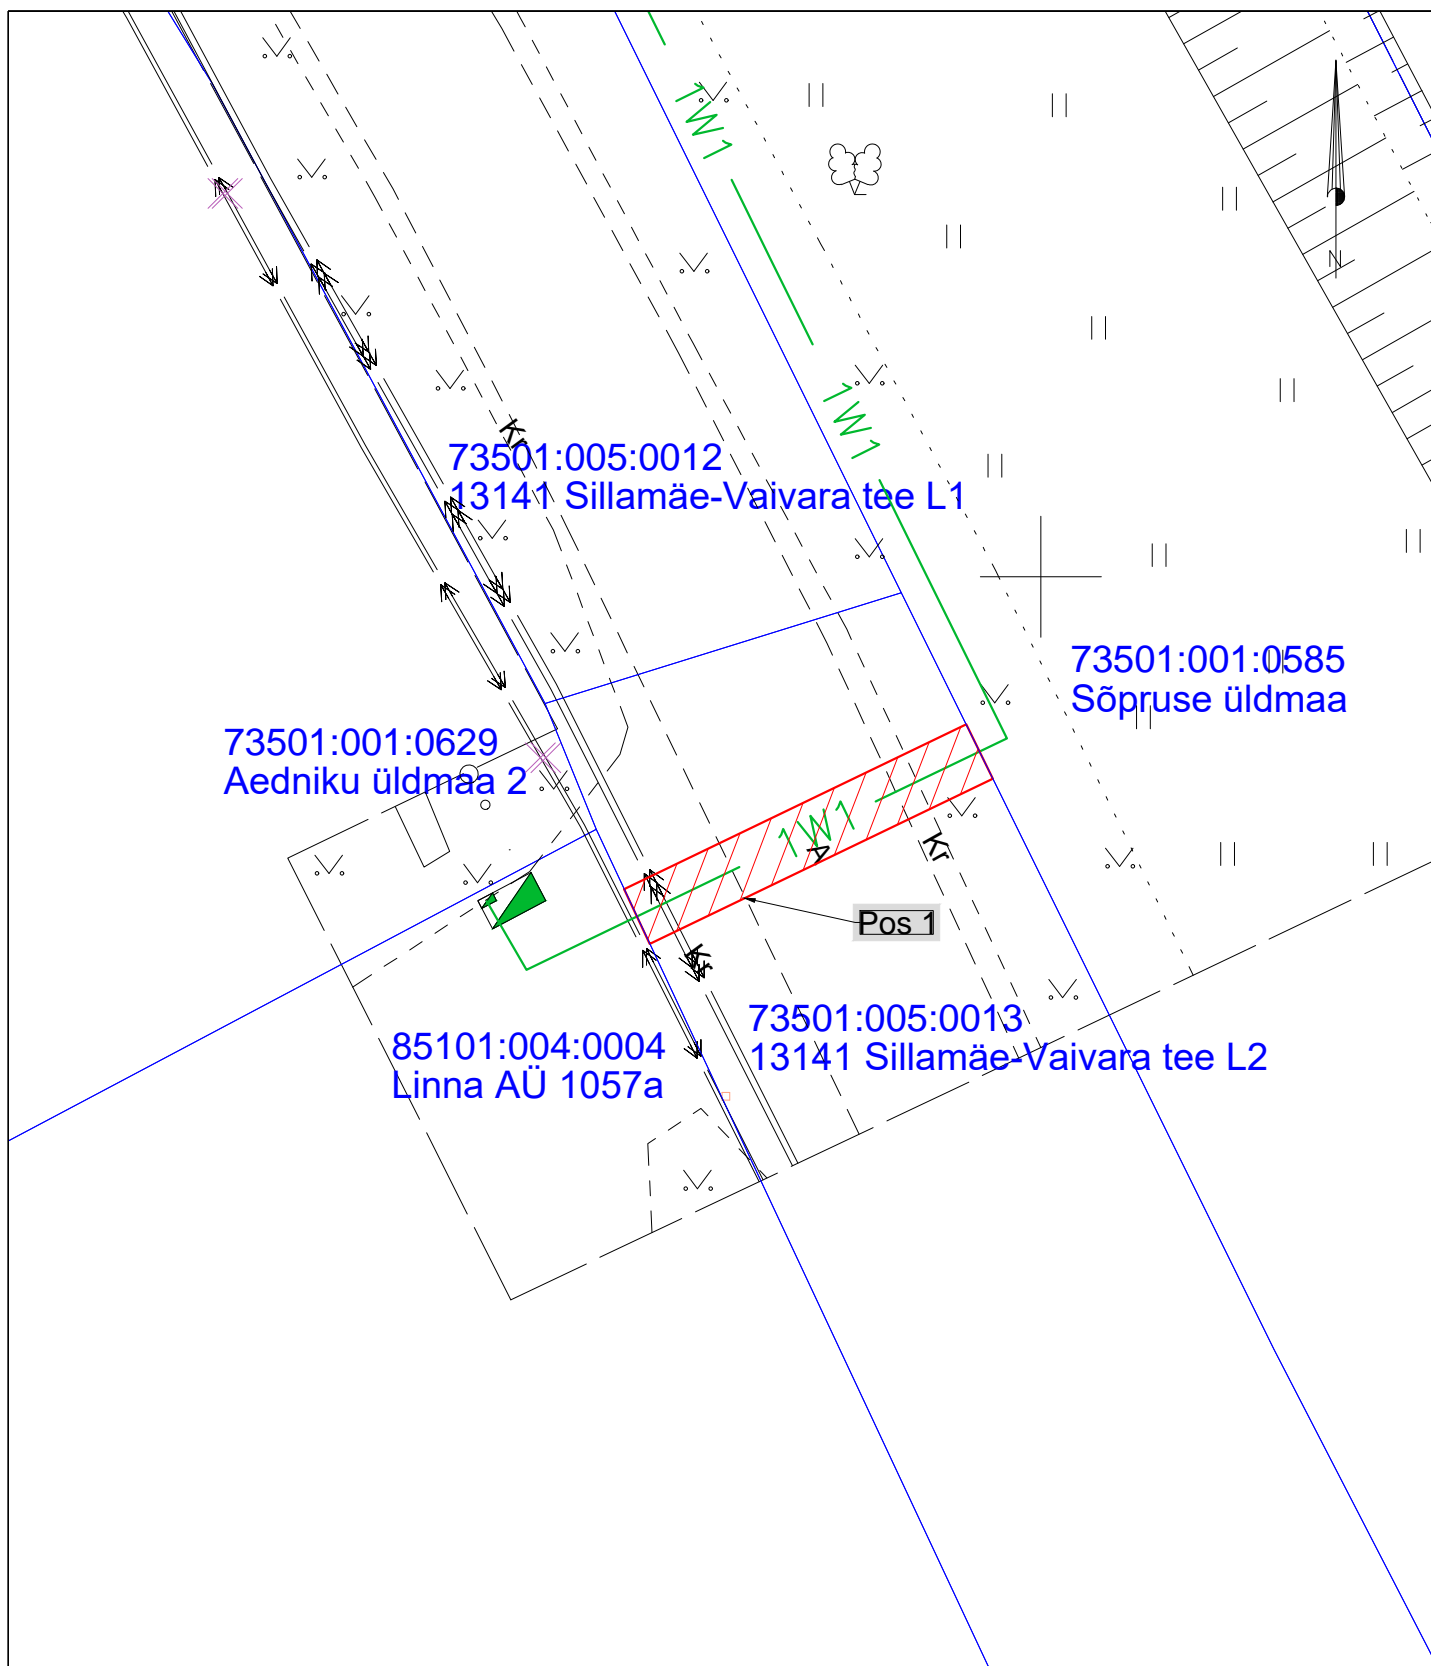 1W1
N
1W1
Kr
73501:005:0012
13141 Sillamäe-Vaivara tee L1
73501:001:0585
Sõpruse üldmaa
73501:001:0629
Aedniku üldmaa 2
1W1
A
Kr
Pos 1
Kr
73501:005:0013
13141 Sillamäe-Vaivara tee L2
85101:004:0004
Linna AÜ 1057a